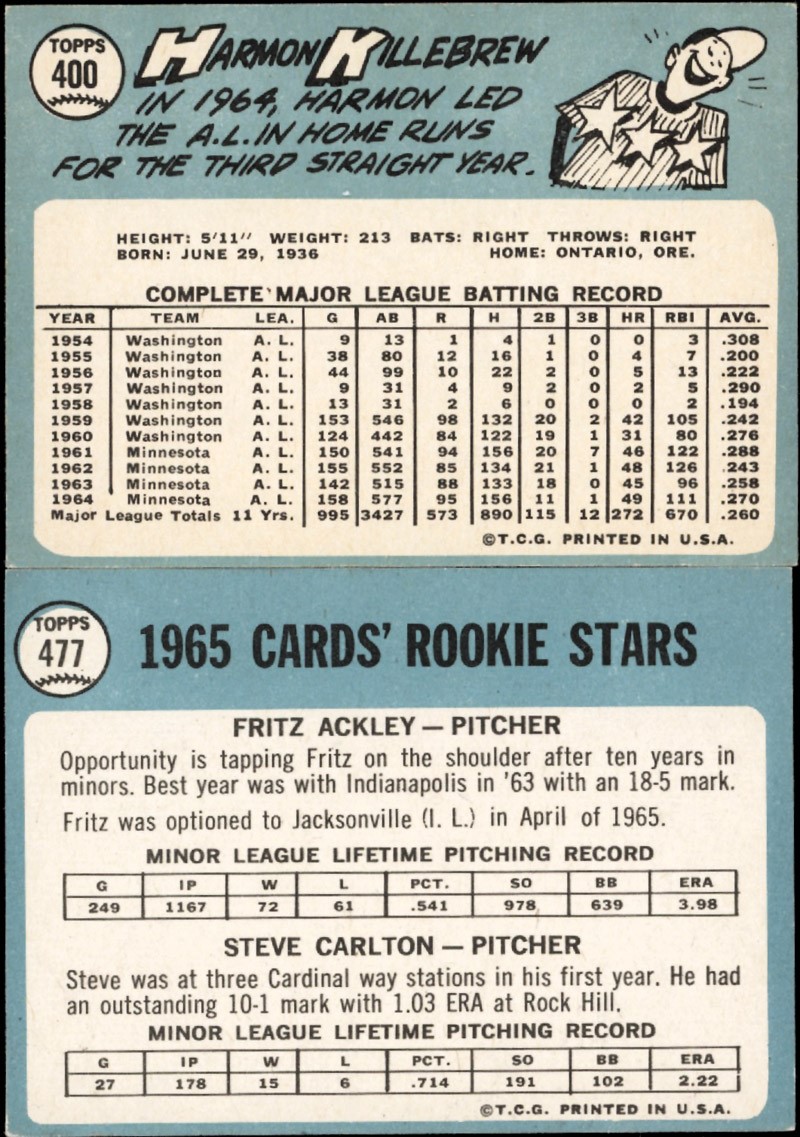 TOPPS
400
HARMON KILLEBREW
IN 1964, HARMON LED
THE A.L. IN HOME RUNS
FOR THE THIRD STRAIGHT YEAR.
HEIGHT: 5'11" WEIGHT: 213 BATS: RIGHT THROWS: RIGHT
BORN: JUNE 29, 1936 HOME: ONTARIO, ORE.
COMPLETE MAJOR LEAGUE BATTING RECORD
YEAR TEAM LEA. G AB R H 2B 3B HR RBI AVG.
1954 Washington A. L. 9 13 1 4 1 0 0 3 .308
1955 Washington A. L. 38 80 12 16 1 0 4 7 .200
1956 Washington A. L. 44 99 10 22 2 0 5 13 .222
1957 Washington A. L. 9 31 4 9 2 0 2 5 .290
1958 Washington A. L. 13 31 2 6 0 0 0 2 .194
1959 Washington A. L. 153 546 98 132 20 2 42 105 .242
1960 Washington A. L. 124 442 84 122 19 1 31 80 .276
1961 Minnesota A. L. 150 541 94 156 20 7 46 122 .288
1962 Minnesota A. L. 155 552 85 134 21 1 48 126 .243
1963 Minnesota A. L. 142 515 88 133 18 0 45 96 .258
1964 Minnesota A. L. 158 577 95 156 11 1 49 111 .270
Major League Totals 11 Yrs. 995 3427 573 890 115 12 272 670 .260
©T.C.G. PRINTED IN U.S.A.
TOPPS
477
1965 CARDS' ROOKIE STARS
FRITZ ACKLEY — PITCHER
Opportunity is tapping Fritz on the shoulder after ten years in
minors. Best year was with Indianapolis in '63 with an 18-5 mark.
Fritz was optioned to Jacksonville (I. L.) in April of 1965.
MINOR LEAGUE LIFETIME PITCHING RECORD
G IP W L PCT. SO BB ERA
249 1167 72 61 .541 978 639 3.98
STEVE CARLTON — PITCHER
Steve was at three Cardinal way stations in his first year. He had
an outstanding 10-1 mark with 1.03 ERA at Rock Hill.
MINOR LEAGUE LIFETIME PITCHING RECORD
G IP W L PCT. SO BB ERA
27 178 15 6 .714 191 102 2.22
©T.C.G. PRINTED IN U.S.A.